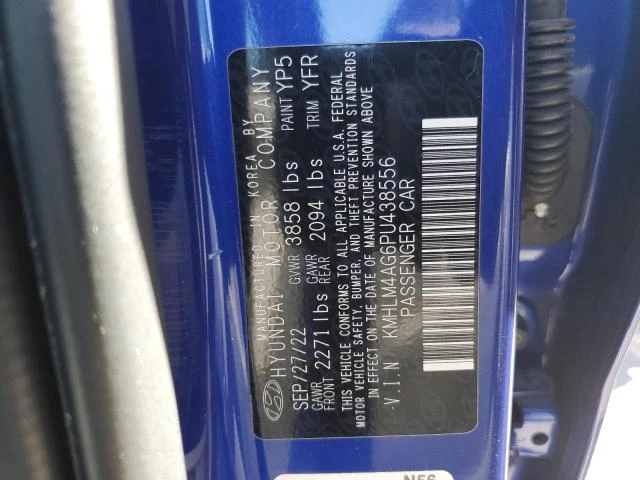 MANUFACTURED IN KOREA BY
HYUNDAI MOTOR COMPANY
SEP/27/22 GVWR 3858 lbs PAINT YP5
GAWR FRONT 2271 lbs GAWR REAR 2094 lbs TRIM YFR
THIS VEHICLE CONFORMS TO ALL APPLICABLE U.S.A. FEDERAL
MOTOR VEHICLE SAFETY, BUMPER, AND THEFT PREVENTION STANDARDS
IN EFFECT ON THE DATE OF MANUFACTURE SHOWN ABOVE
V.I.N KMHLM4AG6PU438556
PASSENGER CAR